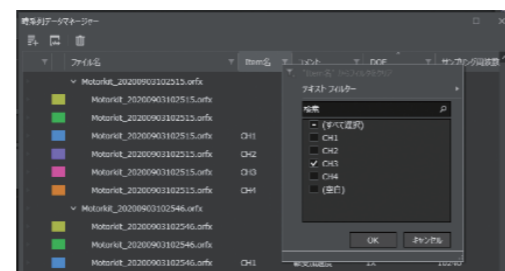 時系列データマネージャー
ファイル名 Item名 コメント DOF サンプリング周波数
Motorkit_20200903102515.orfx
Motorkit_20200903102515.orfx
Motorkit_20200903102515.orfx
Motorkit_20200903102515.orfx CH1
Motorkit_20200903102515.orfx CH2
Motorkit_20200903102515.orfx CH3
Motorkit_20200903102515.orfx CH4
Motorkit_20200903102546.orfx
Motorkit_20200903102546.orfx
Motorkit_20200903102546.orfx
Motorkit_20200903102546.orfx CH1
テキスト フィルター
検索
(すべて選択)
CH1
CH2
CH3
CH4
(空白)
OK キャンセル